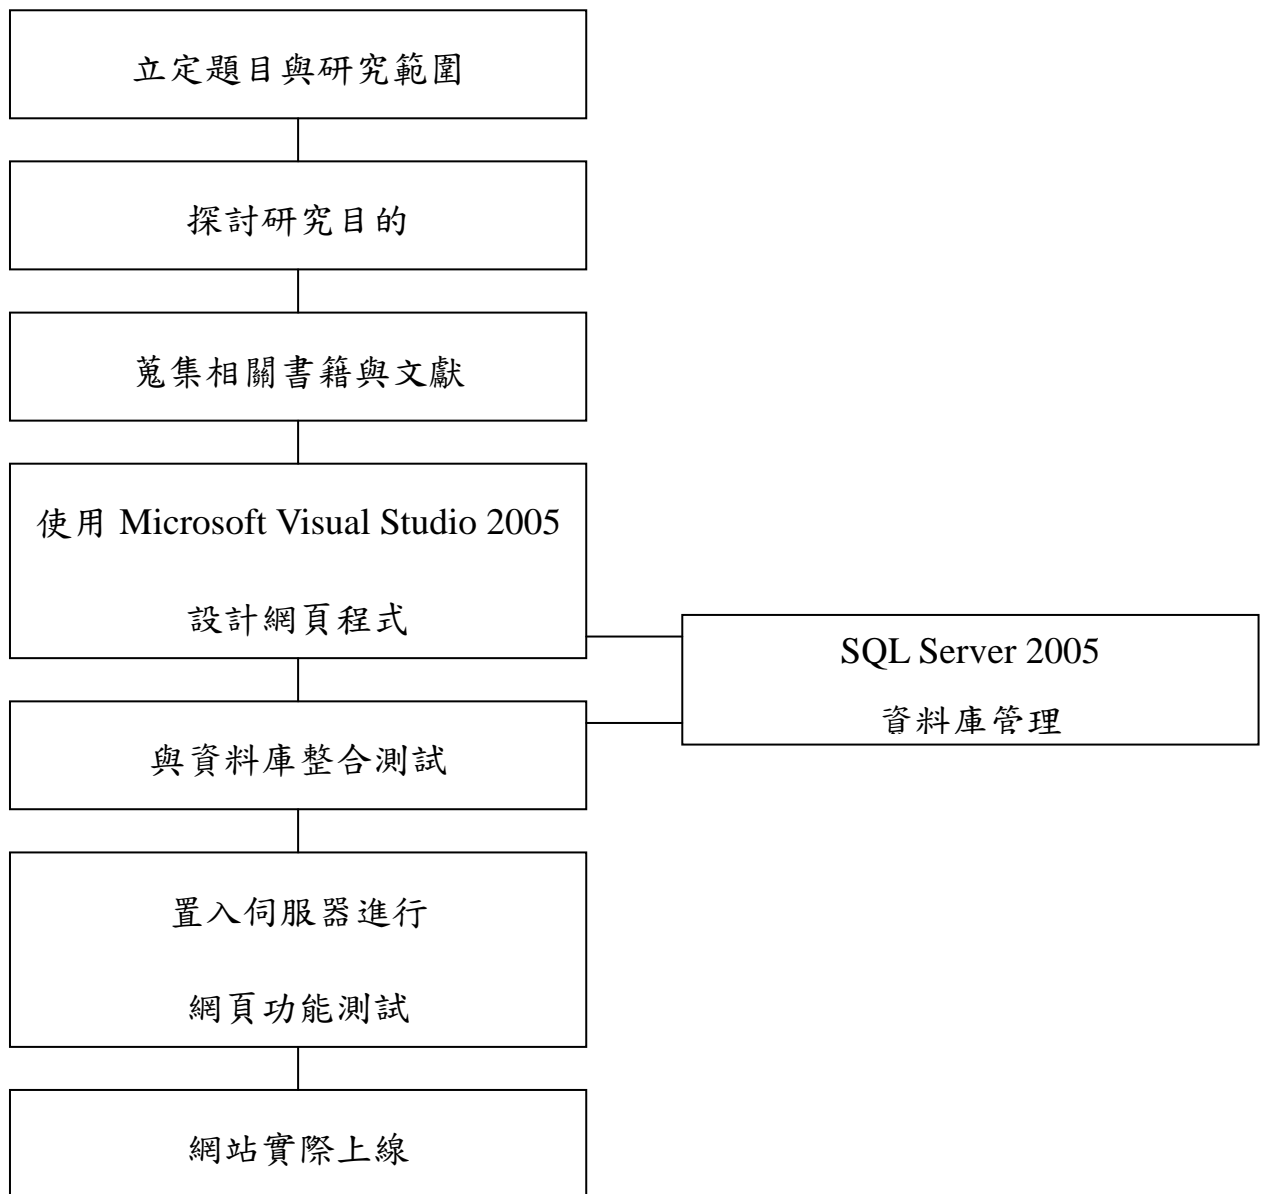 立定題目與研究範圍
探討研究目的
蒐集相關書籍與文獻
使用 Microsoft Visual Studio 2005
設計網頁程式
SQL Server 2005
資料庫管理
與資料庫整合測試
置入伺服器進行
網頁功能測試
網站實際上線